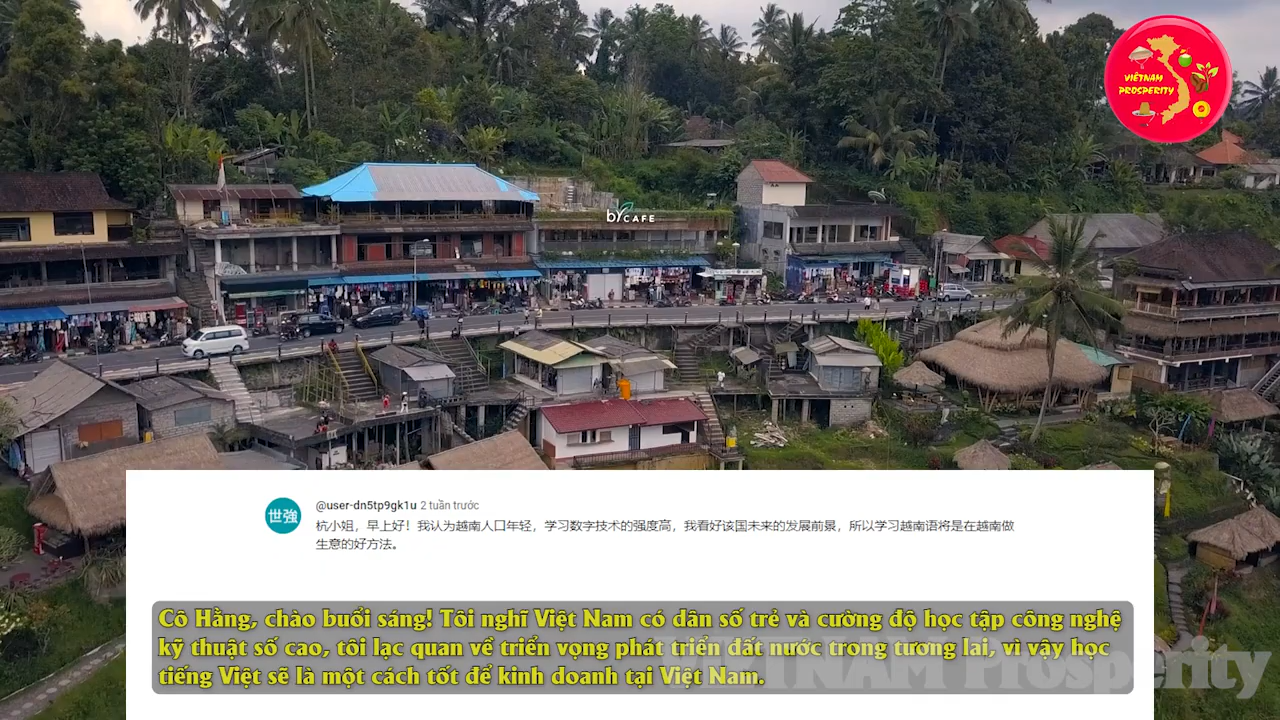 VIETNAM
PROSPERITY
by CAFE
世強
@user-dn5tp9gk1u 2 tuần trước
杭小姐，早上好！我认为越南人口年轻，学习数字技术的强度高，我看好该国未来的发展前景，所以学习越南语将是在越南做
生意的好方法。
Cô Hằng, chào buổi sáng! Tôi nghĩ Việt Nam có dân số trẻ và cường độ học tập công nghệ
kỹ thuật số cao, tôi lạc quan về triển vọng phát triển đất nước trong tương lai, vì vậy học
tiếng Việt sẽ là một cách tốt để kinh doanh tại Việt Nam.
VIETNAM Prosperity